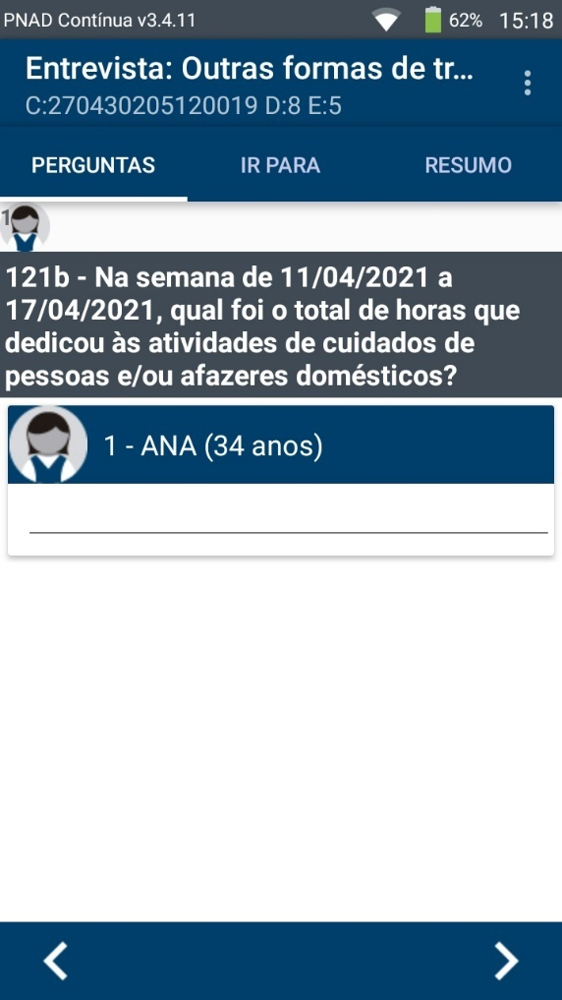 PNAD Contínua v3.4.11 62% 15:18
Entrevista: Outras formas de tr...
C:270430205120019 D:8 E:5
PERGUNTAS IR PARA RESUMO
1
121b - Na semana de 11/04/2021 a
17/04/2021, qual foi o total de horas que
dedicou às atividades de cuidados de
pessoas e/ou afazeres domésticos?
1 - ANA (34 anos)